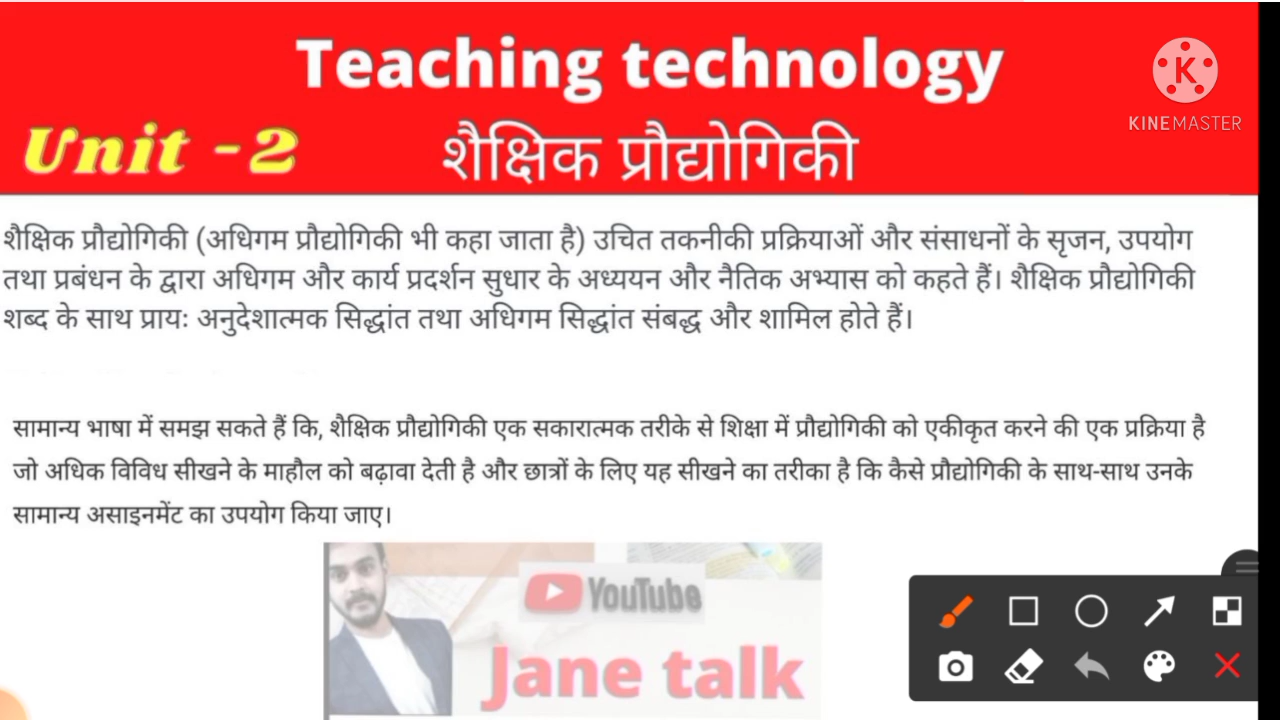 Teaching technology
KINEMASTER
Unit -2
शैक्षिक प्रौद्योगिकी
शैक्षिक प्रौद्योगिकी (अधिगम प्रौद्योगिकी भी कहा जाता है) उचित तकनीकी प्रक्रियाओं और संसाधनों के सृजन, उपयोग
तथा प्रबंधन के द्वारा अधिगम और कार्य प्रदर्शन सुधार के अध्ययन और नैतिक अभ्यास को कहते हैं। शैक्षिक प्रौद्योगिकी
शब्द के साथ प्रायः अनुदेशात्मक सिद्धांत तथा अधिगम सिद्धांत संबद्ध और शामिल होते हैं।
सामान्य भाषा में समझ सकते हैं कि, शैक्षिक प्रौद्योगिकी एक सकारात्मक तरीके से शिक्षा में प्रौद्योगिकी को एकीकृत करने की एक प्रक्रिया है
जो अधिक विविध सीखने के माहौल को बढ़ावा देती है और छात्रों के लिए यह सीखने का तरीका है कि कैसे प्रौद्योगिकी के साथ-साथ उनके
सामान्य असाइनमेंट का उपयोग किया जाए।
YouTube
Jane talk